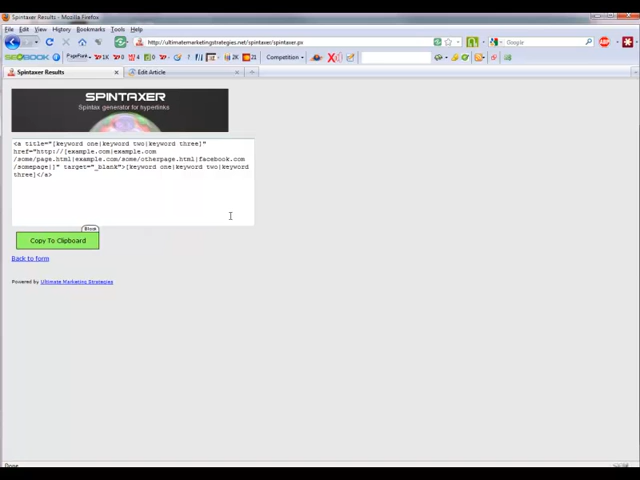 Spintaxer Results - Mozilla Firefox
File Edit View History Bookmarks Tools Help
http://ultimatemarketingstrategies.net/spintaxer/spintaxer.px
Google
SEOBOOK
Competition
Spintaxer Results
Edit Article
SPINTAXER
Spintax generator for hyperlinks
<a title="{keyword one|keyword two|keyword three}"
href="http://{example.com|example.com
/some/page.html|example.com/some/otherpage.html|facebook.com
/somepage|}" target="_blank">{keyword one|keyword two|keyword
three}</a>
Block
Copy To Clipboard
Back to form
Powered by Ultimate Marketing Strategies
Done